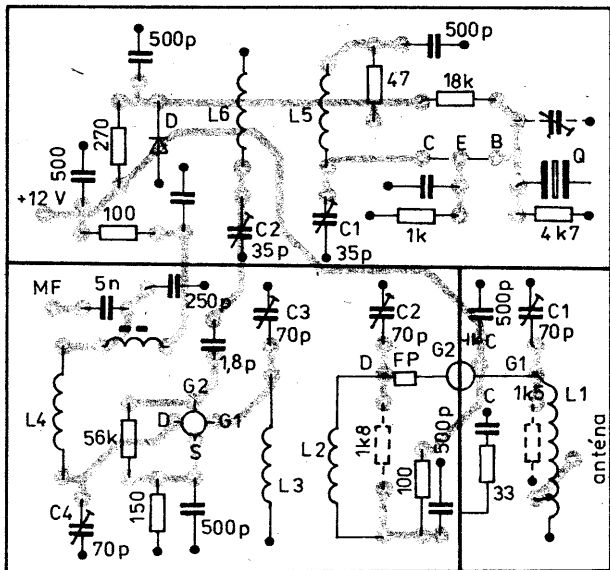 500p
500p
47
18k
L6
L5
D
270
500
C
E
B
Q
+12 V
100
C2
35p
C1
35p
1k
4k7
MF
5n
250p
C3
70p
C2
70p
500p
C1
70p
C
1,8p
D
FP
G2
G1
G2
D
G1
S
L4
56k
L3
L2
1k8
100
500p
C
33
1k5
L1
anténa
C4
70p
150
500p